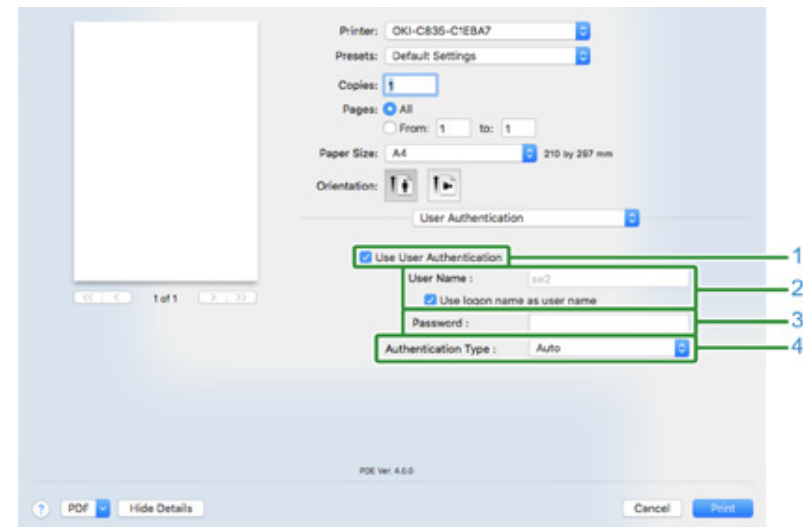 Printer: OKI-C835-C1EBA7
Presets: Default Settings
Copies: 1
Pages: All
From: 1 to: 1
Paper Size: A4 210 by 297 mm
Orientation:
User Authentication
Use User Authentication 1
User Name : se2 2
Use logon name as user name
Password : 3
Authentication Type : Auto 4
<< < 1 of 1 > >>
PDE Ver. 4.0.0
? PDF Hide Details Cancel Print